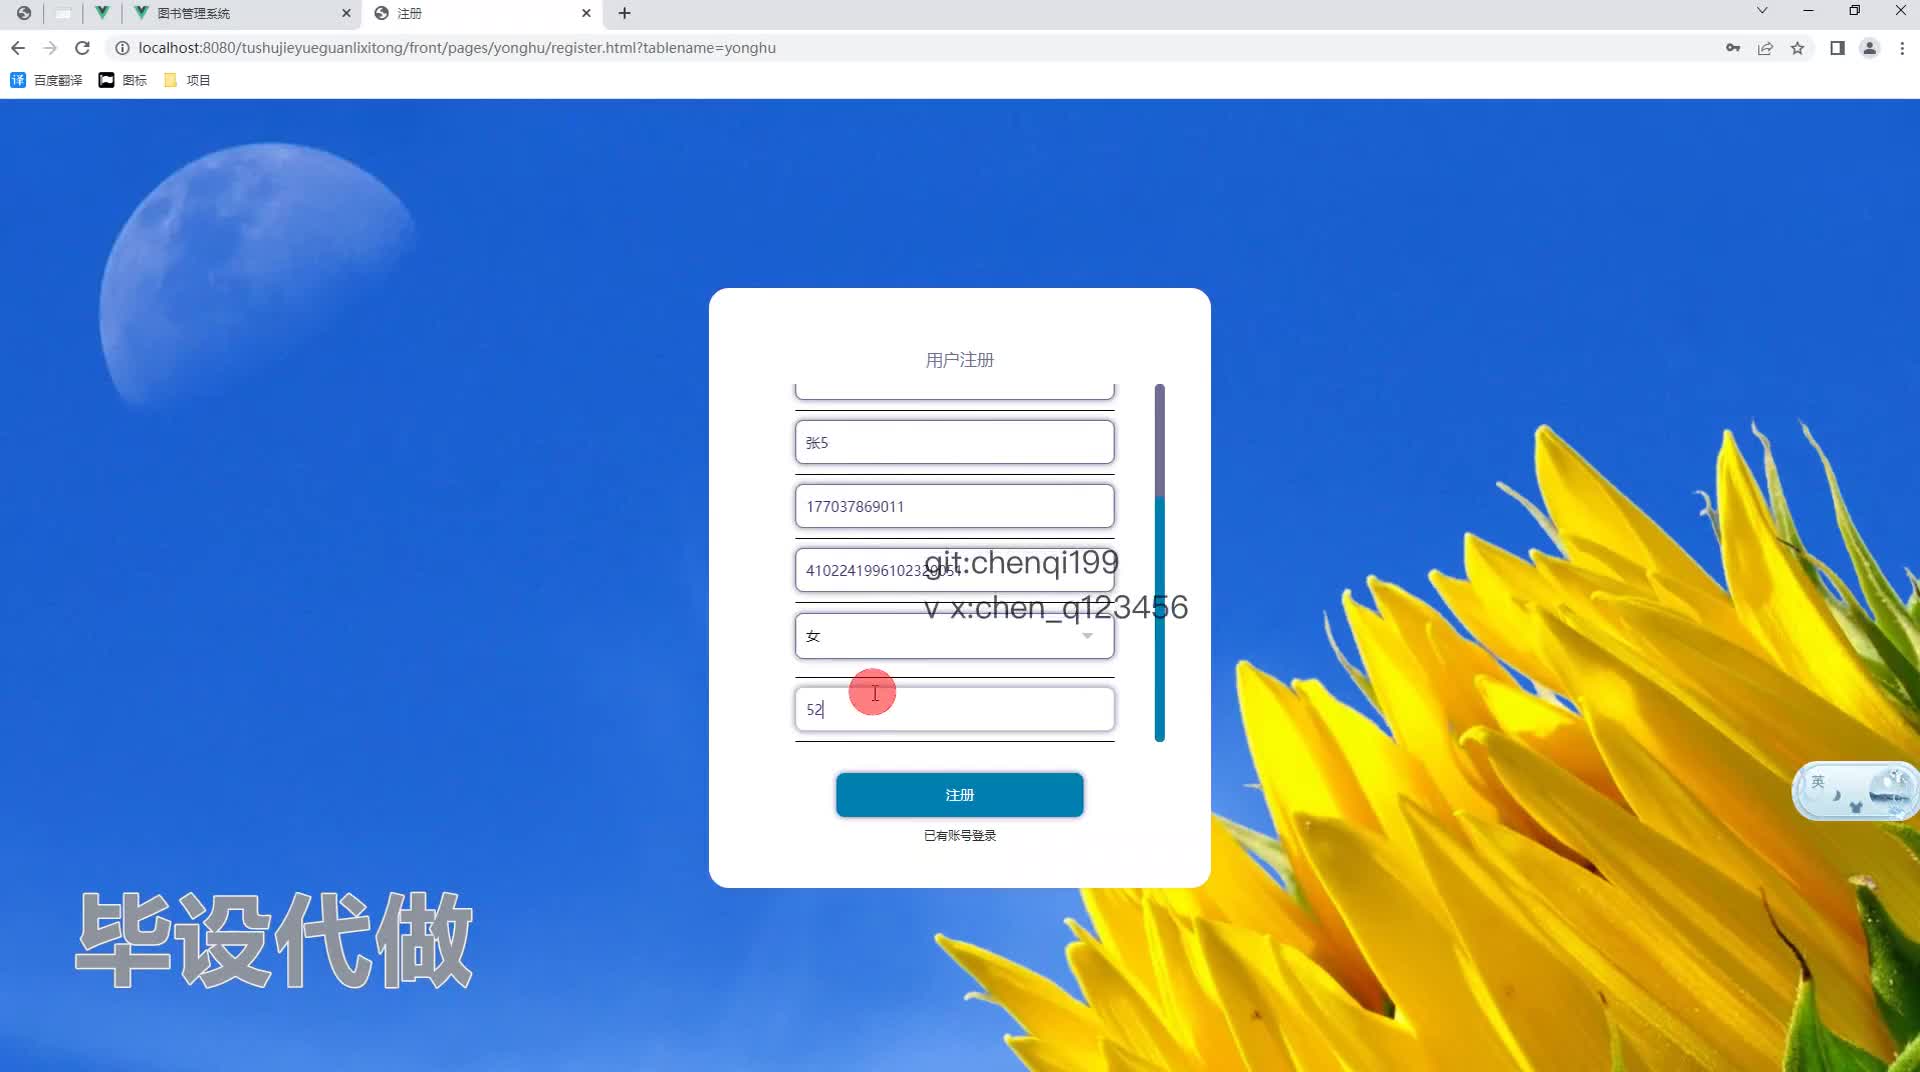 图书管理系统
注册
localhost:8080/tushujieyueguanlixitong/front/pages/yonghu/register.html?tablename=yonghu
译 百度翻译 图标 项目
用户注册
张5
177037869011
4102241996102320051
git:chenqi199
v x:chen_q123456
女
52
注册
已有账号登录
英
毕设代做